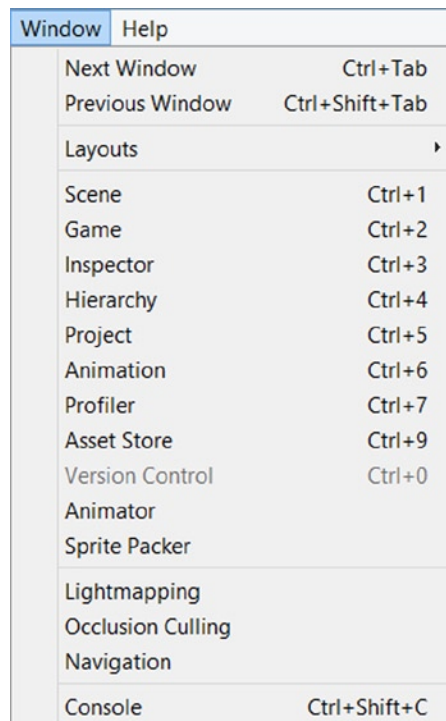 Window Help
Next Window Ctrl+Tab
Previous Window Ctrl+Shift+Tab
Layouts
Scene Ctrl+1
Game Ctrl+2
Inspector Ctrl+3
Hierarchy Ctrl+4
Project Ctrl+5
Animation Ctrl+6
Profiler Ctrl+7
Asset Store Ctrl+9
Version Control Ctrl+0
Animator
Sprite Packer
Lightmapping
Occlusion Culling
Navigation
Console Ctrl+Shift+C